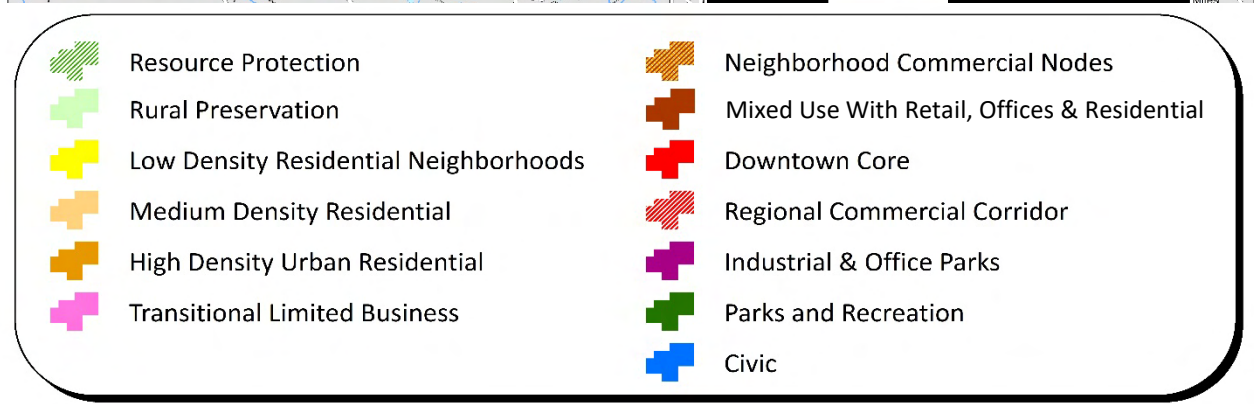 Miles
Resource Protection
Rural Preservation
Low Density Residential Neighborhoods
Medium Density Residential
High Density Urban Residential
Transitional Limited Business
Neighborhood Commercial Nodes
Mixed Use With Retail, Offices & Residential
Downtown Core
Regional Commercial Corridor
Industrial & Office Parks
Parks and Recreation
Civic